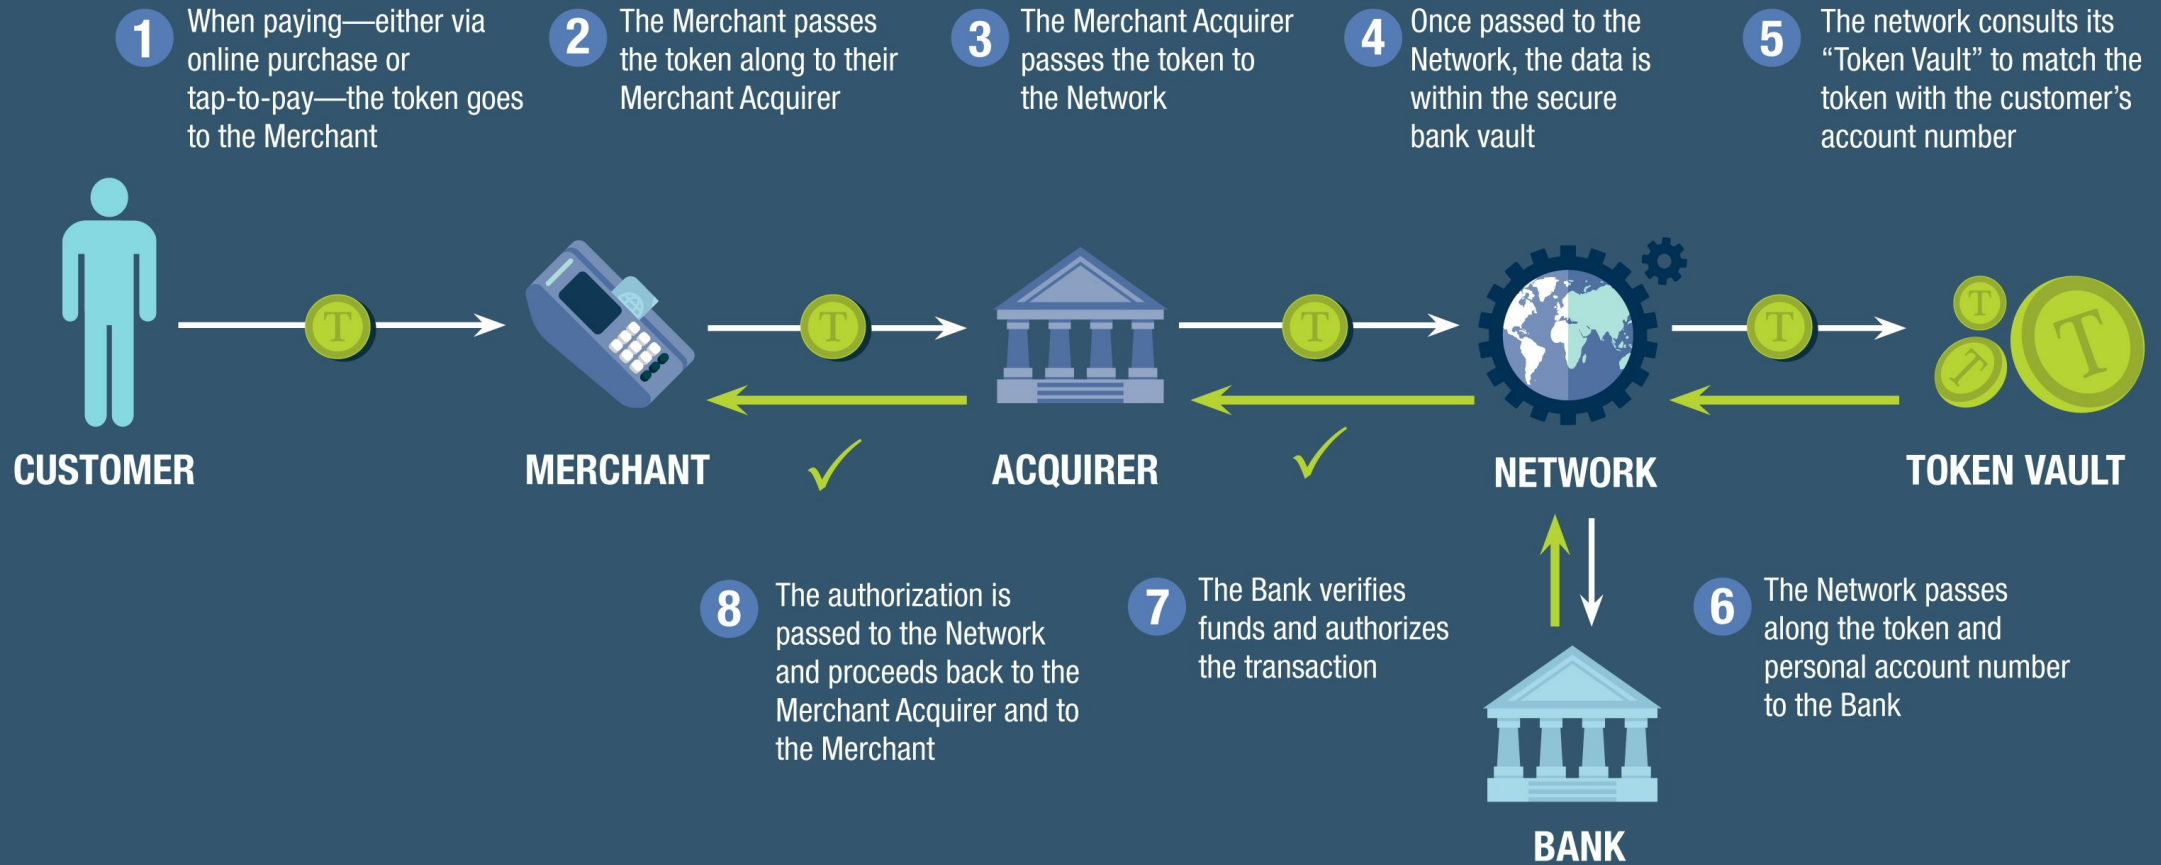 1
When paying—either via
online purchase or
tap-to-pay—the token goes
to the Merchant
2
The Merchant passes
the token along to their
Merchant Acquirer
3
The Merchant Acquirer
passes the token to
the Network
4
Once passed to the
Network, the data is
within the secure
bank vault
5
The network consults its
“Token Vault” to match the
token with the customer’s
account number
T
T
T
T
T
T
T
CUSTOMER
MERCHANT
ACQUIRER
NETWORK
TOKEN VAULT
8
The authorization is
passed to the Network
and proceeds back to the
Merchant Acquirer and to
the Merchant
7
The Bank verifies
funds and authorizes
the transaction
6
The Network passes
along the token and
personal account number
to the Bank
BANK